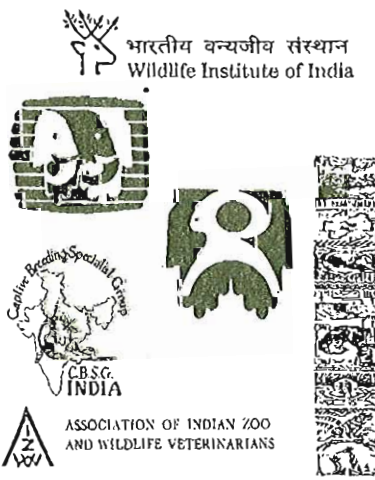 भारतीय वन्यजीव संस्थान
Wildlife Institute of India
Captive Breeding Specialist Group
C.B.S.G.
INDIA
AIZWV
ASSOCIATION OF INDIAN ZOO
AND WILDLIFE VETERINARIANS